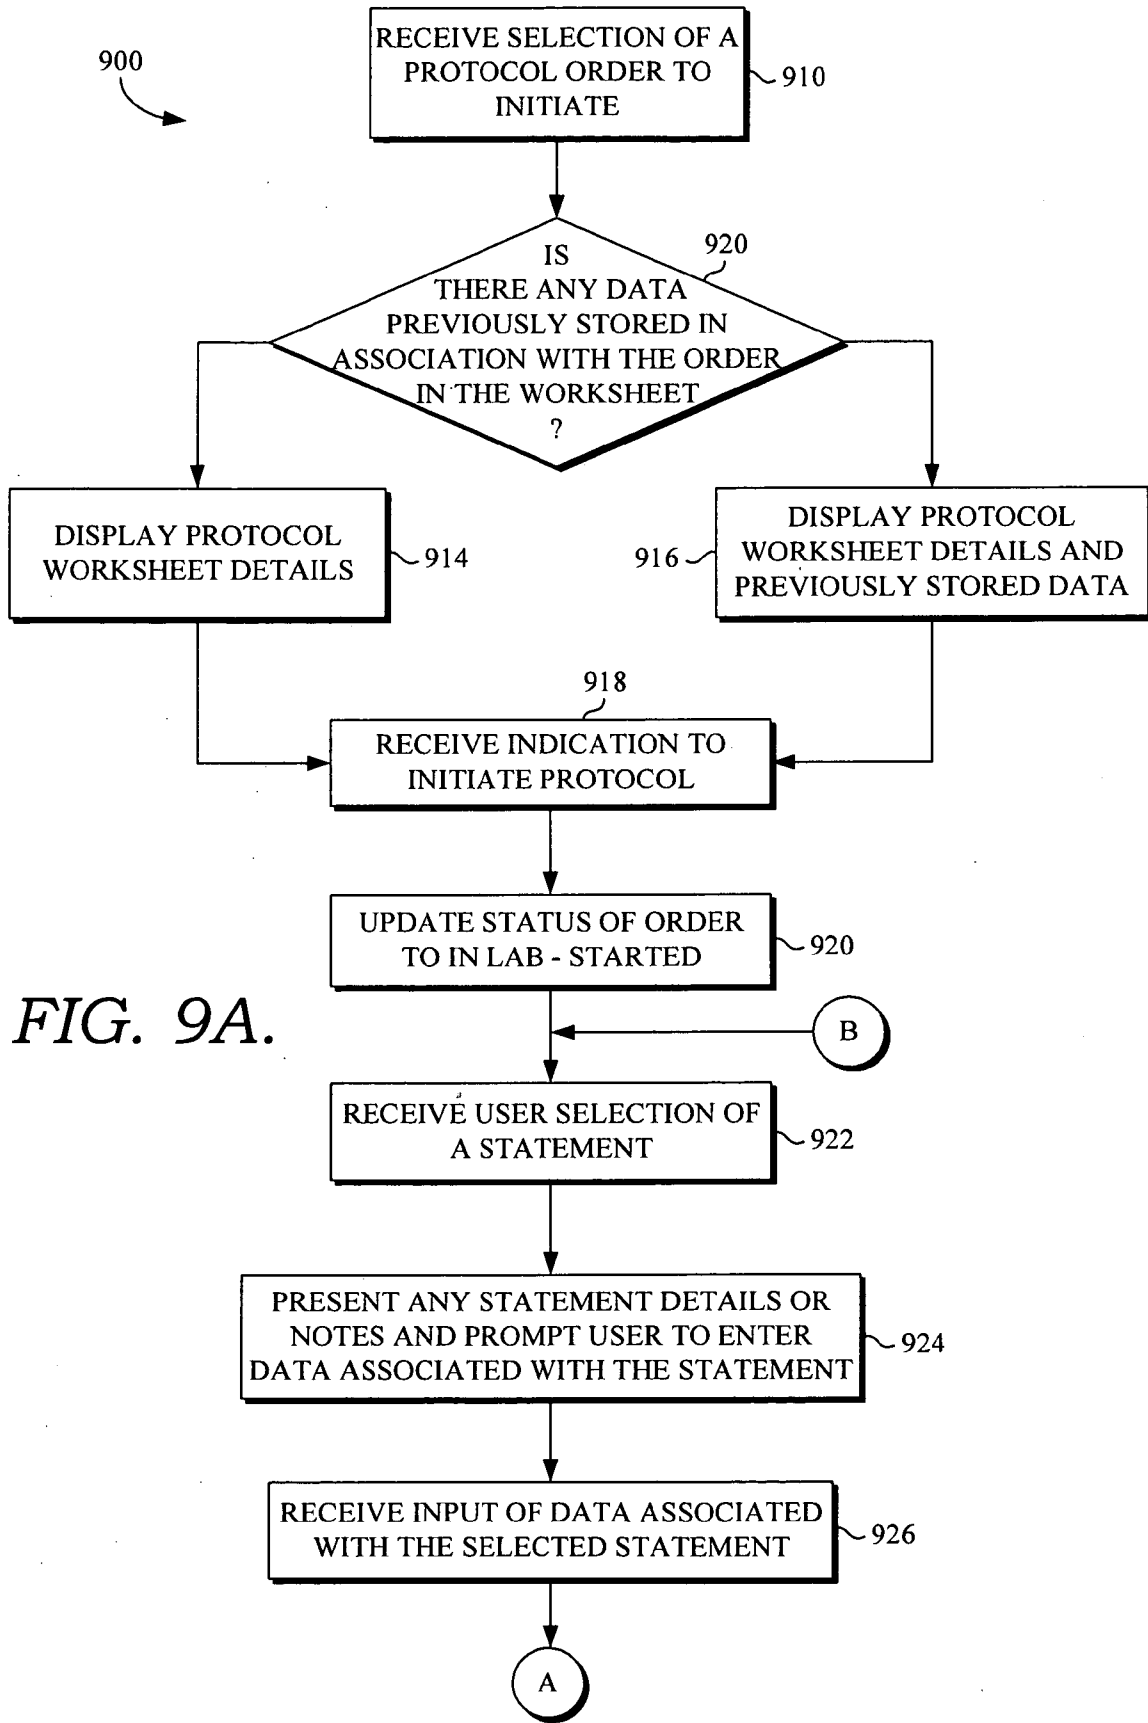 900
RECEIVE SELECTION OF A
PROTOCOL ORDER TO
INITIATE
910
920
IS
THERE ANY DATA
PREVIOUSLY STORED IN
ASSOCIATION WITH THE ORDER
IN THE WORKSHEET
?
DISPLAY PROTOCOL
WORKSHEET DETAILS
914
916
DISPLAY PROTOCOL
WORKSHEET DETAILS AND
PREVIOUSLY STORED DATA
918
RECEIVE INDICATION TO
INITIATE PROTOCOL
UPDATE STATUS OF ORDER
TO IN LAB - STARTED
920
FIG. 9A.
B
RECEIVE USER SELECTION OF
A STATEMENT
922
PRESENT ANY STATEMENT DETAILS OR
NOTES AND PROMPT USER TO ENTER
DATA ASSOCIATED WITH THE STATEMENT
924
RECEIVE INPUT OF DATA ASSOCIATED
WITH THE SELECTED STATEMENT
926
A